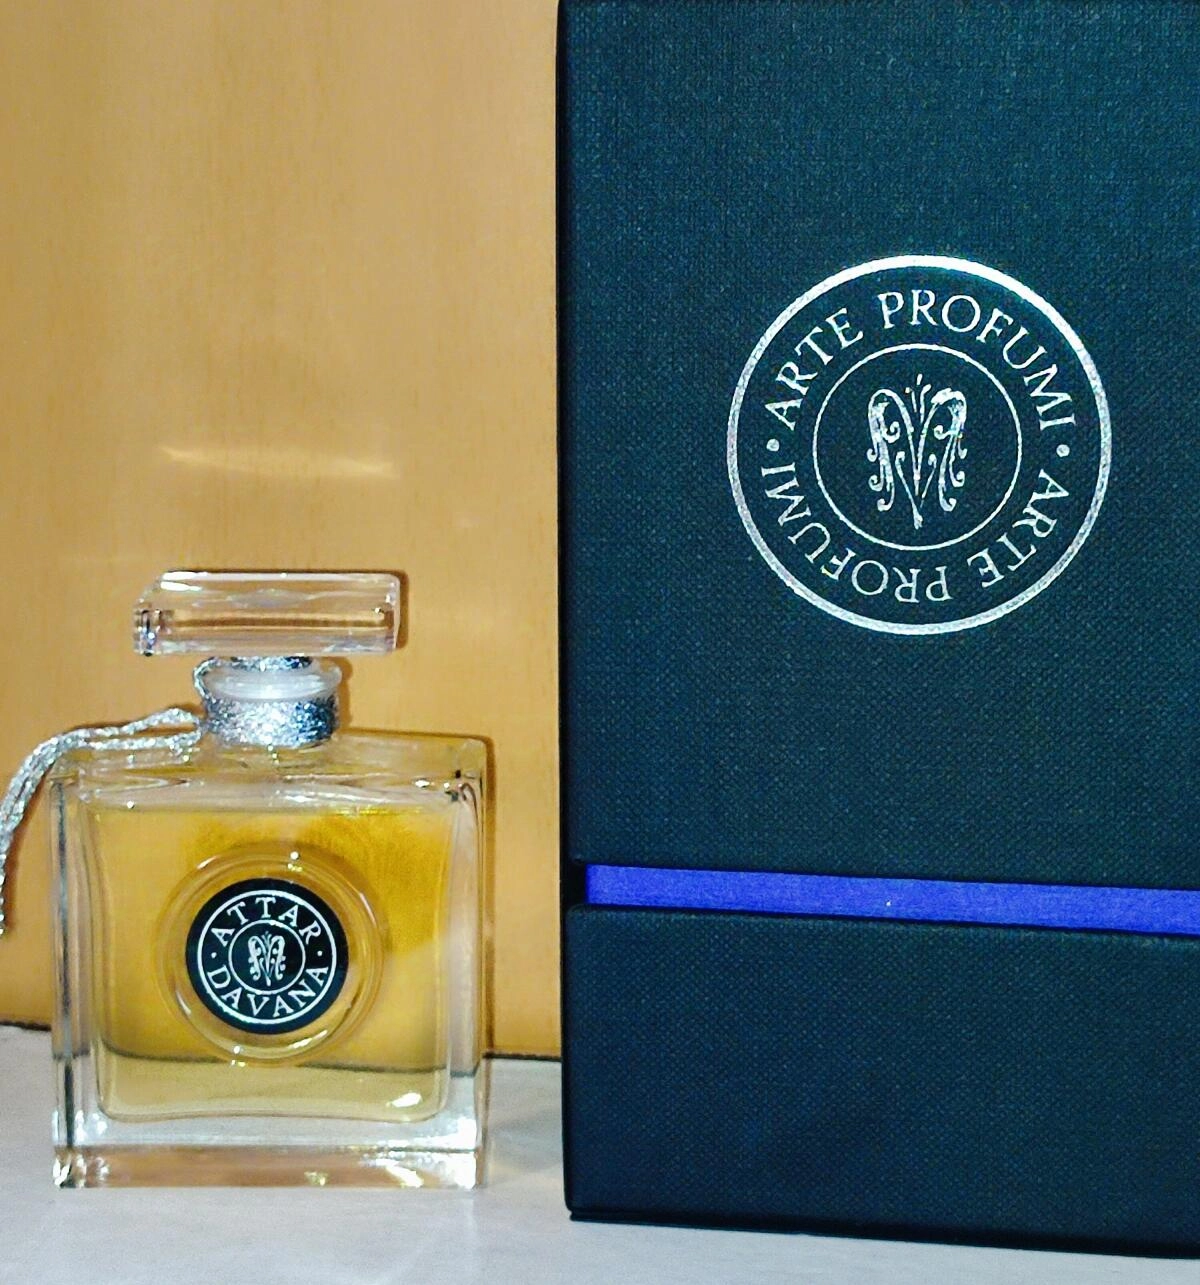 ARTE PROFUMI • ARTE PROFUMI •
ATTAR • DAVANA •